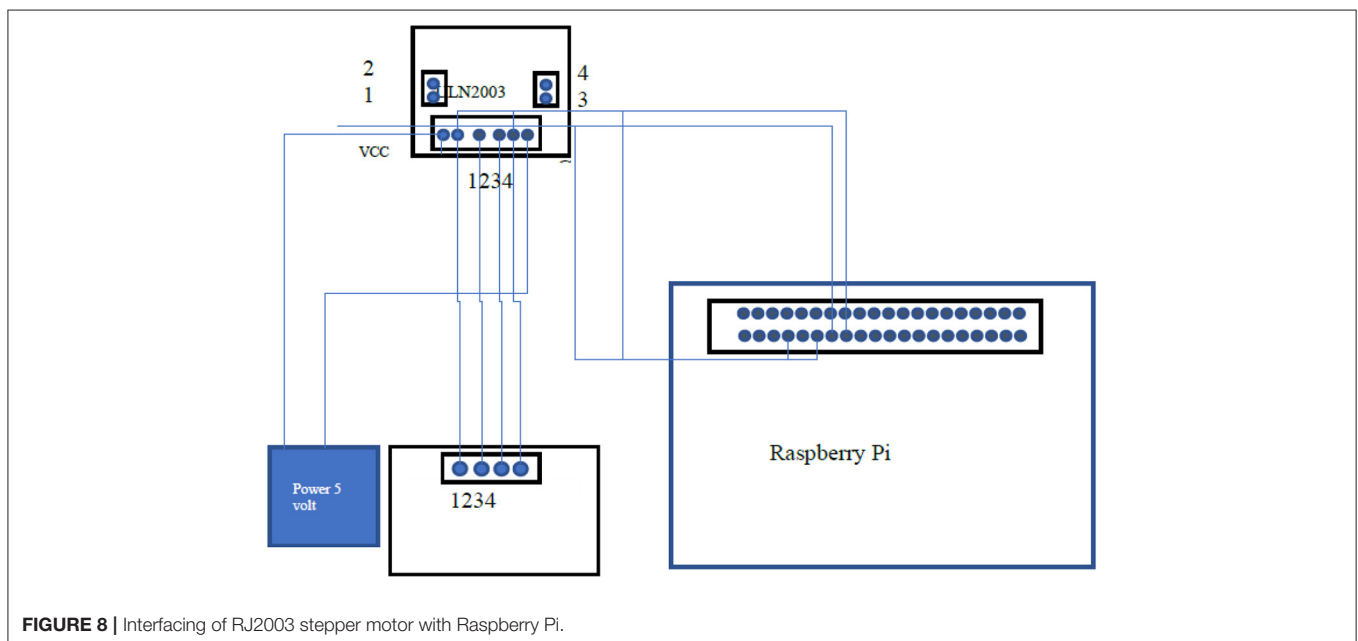 2
1
4
3
ULN2003
VCC
~
1234
Raspberry Pi
Power 5
volt
1234
FIGURE 8 | Interfacing of RJ2003 stepper motor with Raspberry Pi.